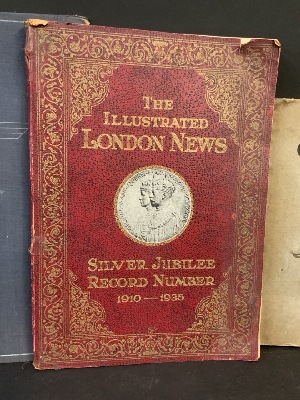 THE
ILLUSTRATED
LONDON NEWS
SILVER JUBILEE
RECORD NUMBER
1910—1935